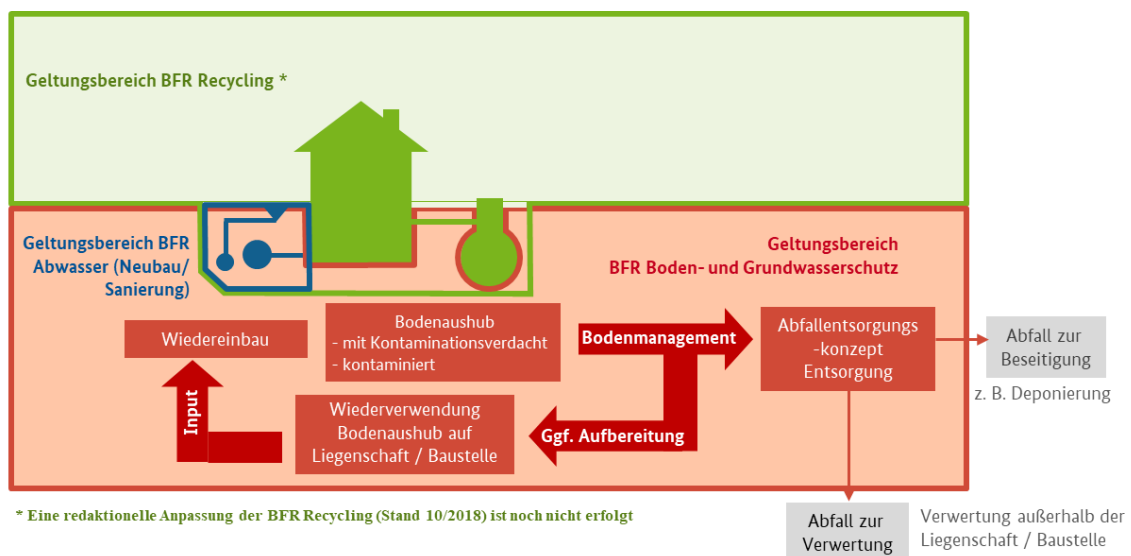 Geltungsbereich BFR Recycling *
Geltungsbereich BFR
Abwasser (Neubau/
Sanierung)
Geltungsbereich
BFR Boden- und Grundwasserschutz
Wiedereinbau
Bodenaushub
- mit Kontaminationsverdacht
- kontaminiert
Bodenmanagement
Abfallentsorgungs
-konzept
Entsorgung
Abfall zur
Beseitigung
z. B. Deponierung
Input
Wiederverwendung
Bodenaushub auf
Liegenschaft / Baustelle
Ggf. Aufbereitung
* Eine redaktionelle Anpassung der BFR Recycling (Stand 10/2018) ist noch nicht erfolgt
Abfall zur
Verwertung
Verwertung außerhalb der
Liegenschaft / Baustelle